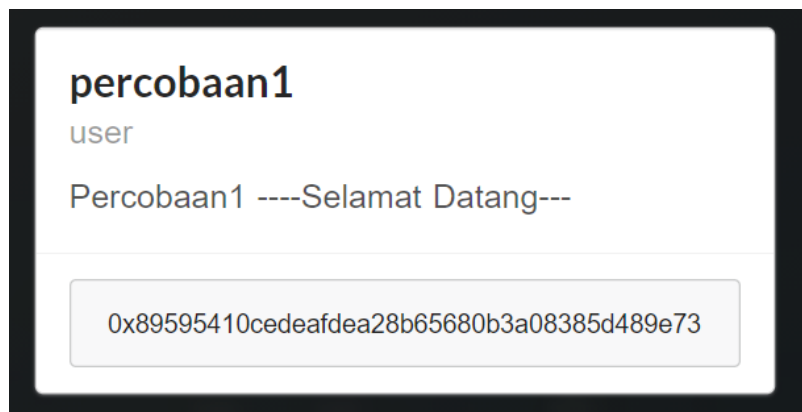 percobaan1
user
Percobaan1 ----Selamat Datang---
0x89595410cedeafdea28b65680b3a08385d489e73